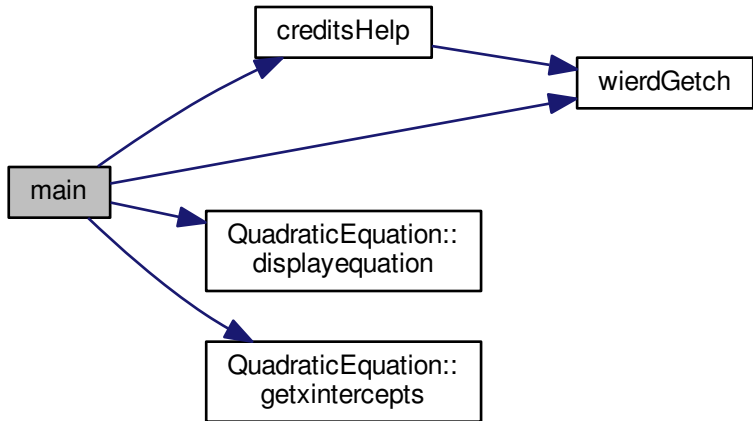 creditsHelp
wierdGetch
main
QuadraticEquation::
displayequation
QuadraticEquation::
getxintercepts